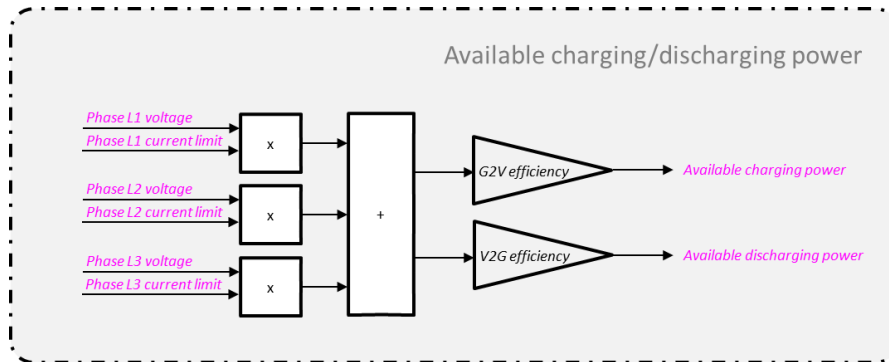 Available charging/discharging power
Phase L1 voltage
Phase L1 current limit
x
Phase L2 voltage
Phase L2 current limit
x
Phase L3 voltage
Phase L3 current limit
x
+
G2V efficiency
Available charging power
V2G efficiency
Available discharging power